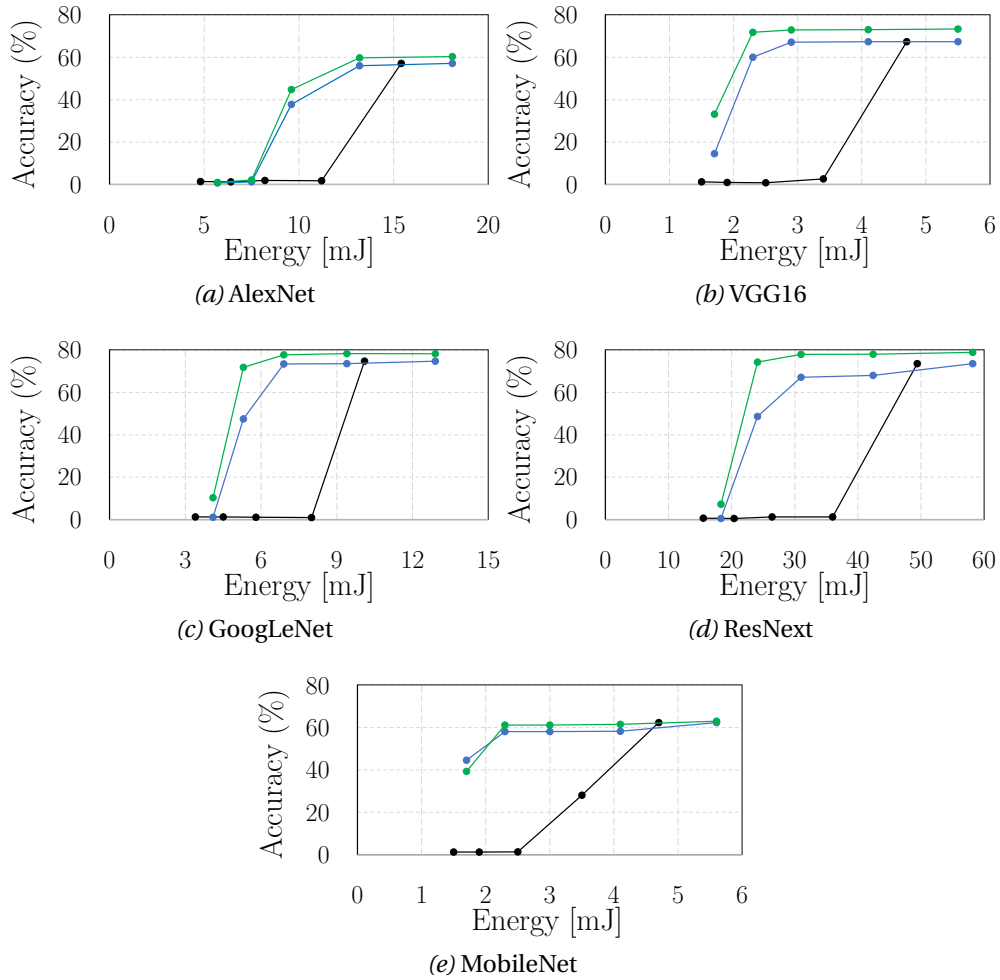 80
60
40
20
0
Accuracy (%)
0 5 10 15 20
Energy [mJ]
(a) AlexNet
80
60
40
20
0
Accuracy (%)
0 1 2 3 4 5 6
Energy [mJ]
(b) VGG16
80
60
40
20
0
Accuracy (%)
0 3 6 9 12 15
Energy [mJ]
(c) GoogLeNet
80
60
40
20
0
Accuracy (%)
0 10 20 30 40 50 60
Energy [mJ]
(d) ResNext
80
60
40
20
0
Accuracy (%)
0 1 2 3 4 5 6
Energy [mJ]
(e) MobileNet